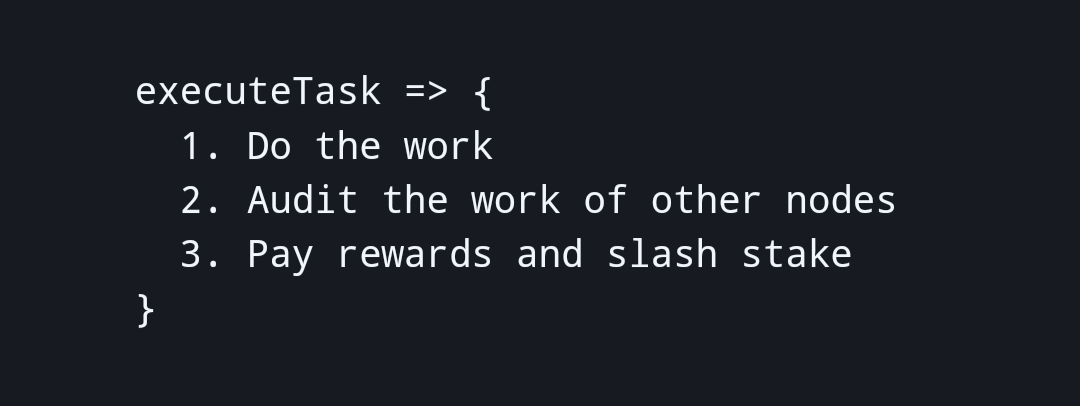 executeTask => {
1. Do the work
2. Audit the work of other nodes
3. Pay rewards and slash stake
}